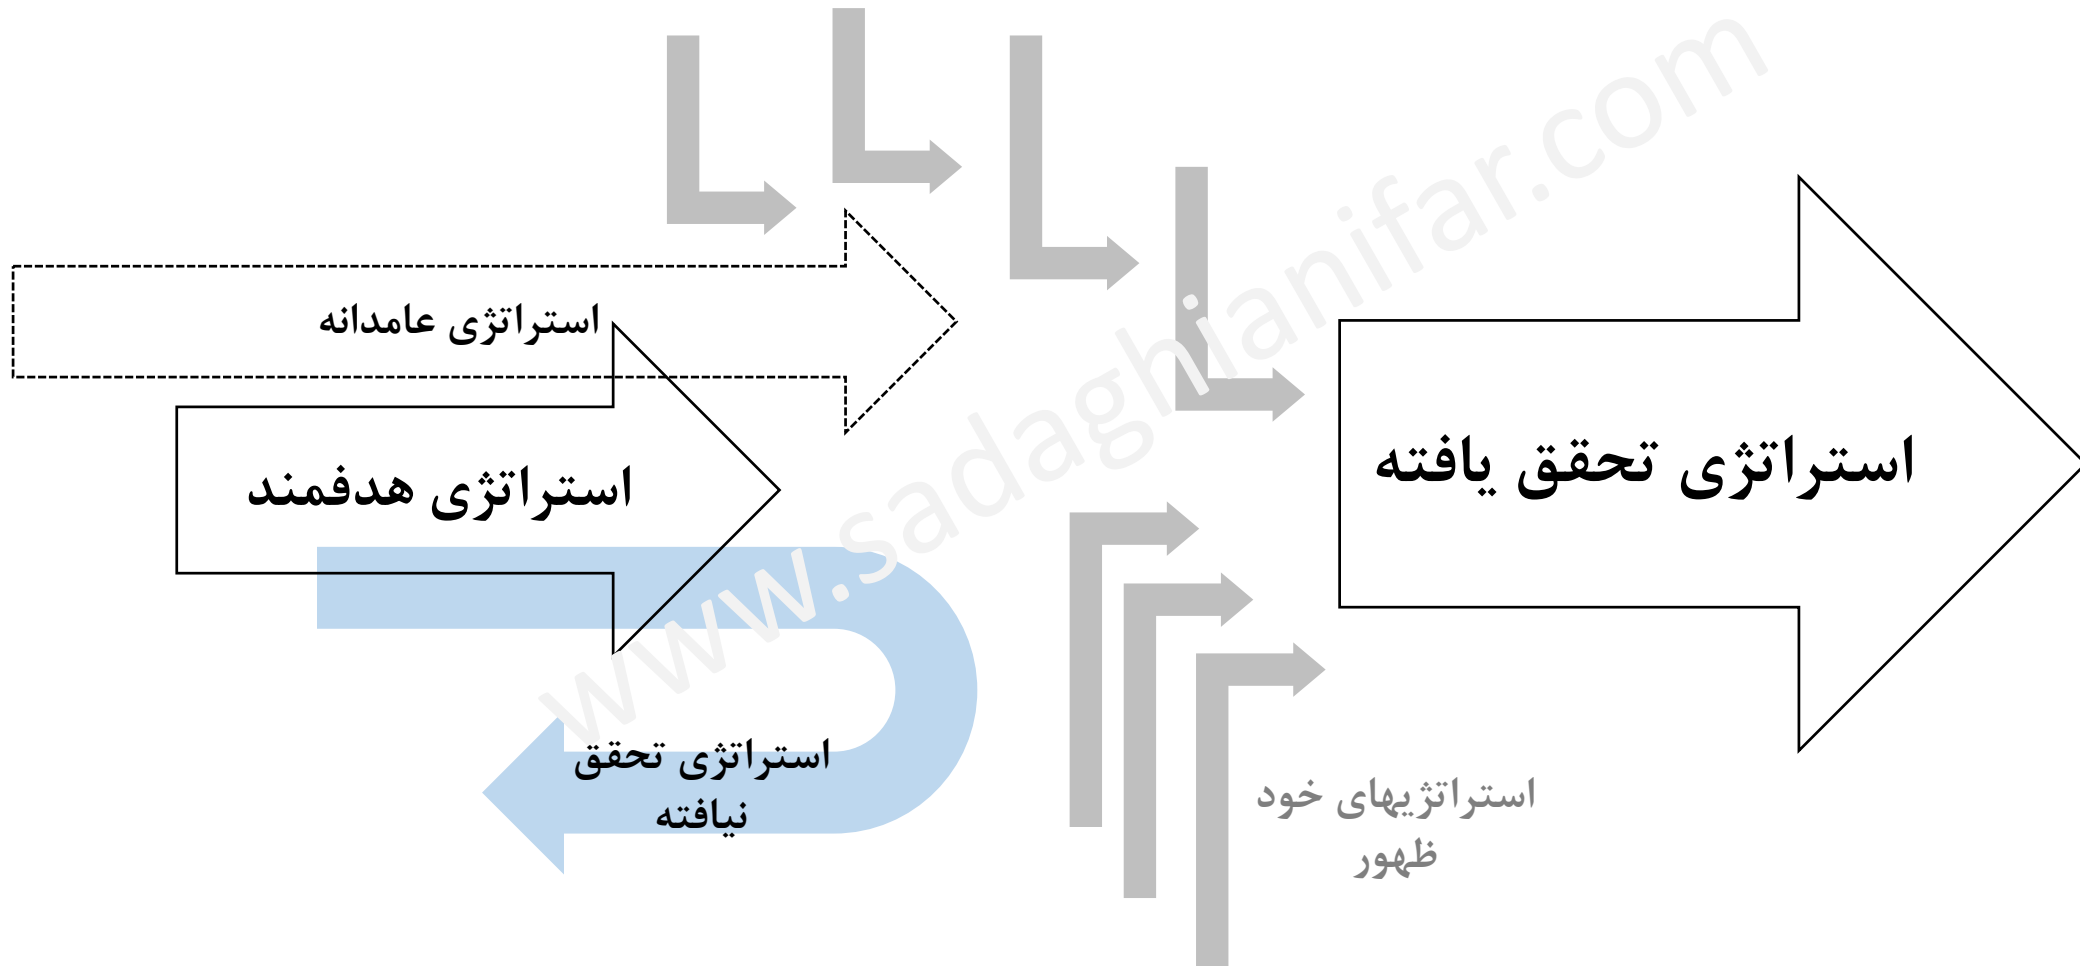 استراتژی عامدانه
استراتژی هدفمند
استراتژی تحقق یافته
استراتژی تحقق
نیافته
استراتژیهای خود
ظهور
www.sadaghianifar.com